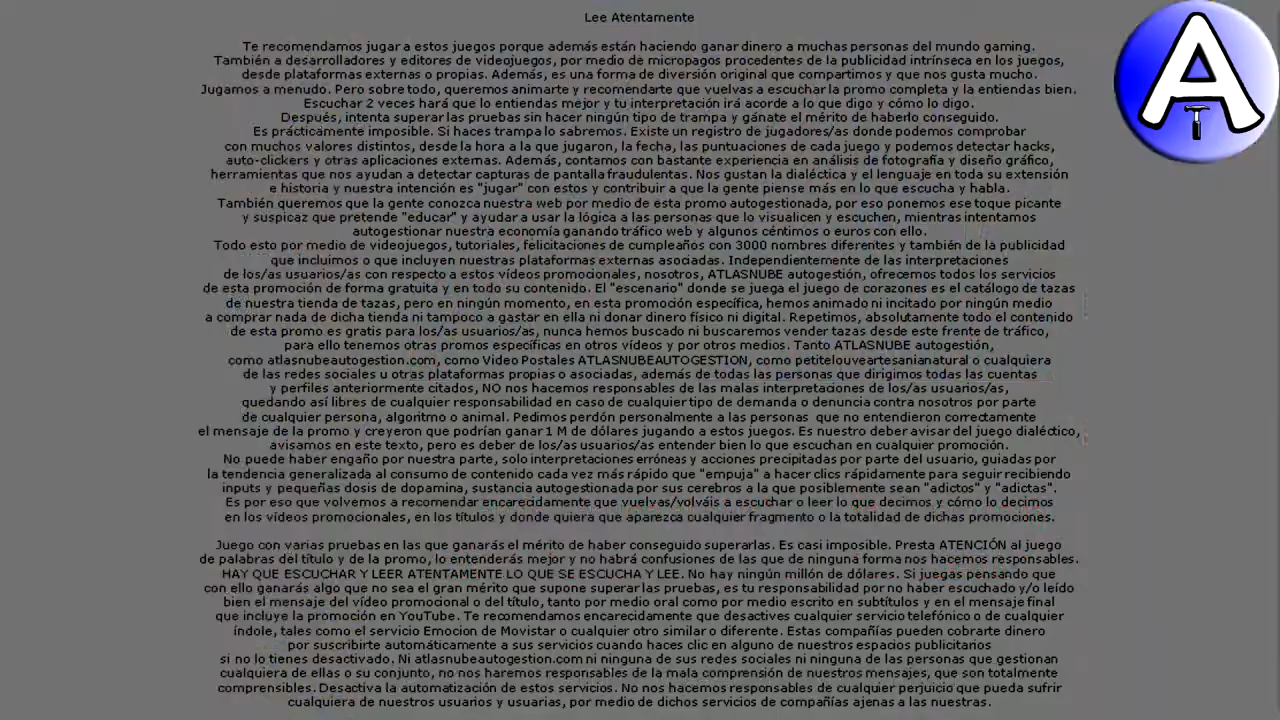 Lee Atentamente
Te recomendamos jugar a estos juegos porque además están haciendo ganar dinero a muchas personas del mundo gaming.
También a desarrolladores y editores de videojuegos, por medio de micropagos procedentes de la publicidad intrínseca en los juegos,
desde plataformas externas o propias. Además, es una forma de diversión original que compartimos y que nos gusta mucho.
Jugamos a menudo. Pero sobre todo, queremos animarte y recomendarte que vuelvas a escuchar la promo completa y la entiendas bien.
Escuchar 2 veces hará que lo entiendas mejor y tu interpretación irá acorde a lo que digo y cómo lo digo.
Después, intenta superar las pruebas sin hacer ningún tipo de trampa y gánate el mérito de haberlo conseguido.
Es prácticamente imposible. Si haces trampa lo sabremos. Existe un registro de jugadores/as donde podemos comprobar
con muchos valores distintos, desde la hora a la que jugaron, la fecha, las puntuaciones de cada juego y podemos detectar hacks,
auto-clickers y otras aplicaciones externas. Además, contamos con bastante experiencia en análisis de fotografía y diseño gráfico,
herramientas que nos ayudan a detectar capturas de pantalla fraudulentas. Nos gustan la dialéctica y el lenguaje en toda su extensión
e historia y nuestra intención es "jugar" con estos y contribuir a que la gente piense más en lo que escucha y habla.
También queremos que la gente conozca nuestra web por medio de esta promo autogestionada, por eso ponemos ese toque picante
y suspicaz que pretende "educar" y ayudar a usar la lógica a las personas que lo visualicen y escuchen, mientras intentamos
autogestionar nuestra economía ganando tráfico web y algunos céntimos o euros con ello.
Todo esto por medio de videojuegos, tutoriales, felicitaciones de cumpleaños con 3000 nombres diferentes y también de la publicidad
que incluimos o que incluyen nuestras plataformas externas asociadas. Independientemente de las interpretaciones
de los/as usuarios/as con respecto a estos vídeos promocionales, nosotros, ATLASNUBE autogestión, ofrecemos todos los servicios
de esta promoción de forma gratuita y en todo su contenido. El "escenario" donde se juega el juego de corazones es el catálogo de tazas
de nuestra tienda de tazas, pero en ningún momento, en esta promoción específica, hemos animado ni incitado por ningún medio
a comprar nada de dicha tienda ni tampoco a gastar en ella ni donar dinero físico ni digital. Repetimos, absolutamente todo el contenido
de esta promo es gratis para los/as usuarios/as, nunca hemos buscado ni buscaremos vender tazas desde este frente de tráfico,
para ello tenemos otras promos específicas en otros vídeos y por otros medios. Tanto ATLASNUBE autogestión,
como atlasnubeautogestion.com, como Video Postales ATLASNUBEAUTOGESTION, como petitelouveartesanianatural o cualquiera
de las redes sociales u otras plataformas propias o asociadas, además de todas las personas que dirigimos todas las cuentas
y perfiles anteriormente citados, NO nos hacemos responsables de las malas interpretaciones de los/as usuarios/as,
quedando así libres de cualquier responsabilidad en caso de cualquier tipo de demanda o denuncia contra nosotros por parte
de cualquier persona, algoritmo o animal. Pedimos perdón personalmente a las personas que no entendieron correctamente
el mensaje de la promo y creyeron que podrían ganar 1 M de dólares jugando a estos juegos. Es nuestro deber avisar del juego dialéctico,
avisamos en este texto, pero es deber de los/as usuarios/as entender bien lo que escuchan en cualquier promoción.
No puede haber engaño por nuestra parte, solo interpretaciones erróneas y acciones precipitadas por parte del usuario, guiadas por
la tendencia generalizada al consumo de contenido cada vez más rápido que "empuja" a hacer clics rápidamente para seguir recibiendo
inputs y pequeñas dosis de dopamina, sustancia autogestionada por sus cerebros a la que posiblemente sean "adictos" y "adictas".
Es por eso que volvemos a recomendar encarecidamente que vuelvas/volváis a escuchar o leer lo que decimos y cómo lo decimos
en los vídeos promocionales, en los títulos y donde quiera que aparezca cualquier fragmento o la totalidad de dichas promociones.
Juego con varias pruebas en las que ganarás el mérito de haber conseguido superarlas. Es casi imposible. Presta ATENCIÓN al juego
de palabras del título y de la promo, lo entenderás mejor y no habrá confusiones de las que de ninguna forma nos hacemos responsables.
HAY QUE ESCUCHAR Y LEER ATENTAMENTE LO QUE SE ESCUCHA Y LEE. No hay ningún millón de dólares. Si juegas pensando que
con ello ganarás algo que no sea el gran mérito que supone superar las pruebas, es tu responsabilidad por no haber escuchado y/o leído
bien el mensaje del vídeo promocional o del título, tanto por medio oral como por medio escrito en subtítulos y en el mensaje final
que incluye la promoción en YouTube. Te recomendamos encarecidamente que desactives cualquier servicio telefónico o de cualquier
índole, tales como el servicio Emocion de Movistar o cualquier otro similar o diferente. Estas compañías pueden cobrarte dinero
por suscribirte automáticamente a sus servicios cuando haces clic en alguno de nuestros espacios publicitarios
si no lo tienes desactivado. Ni atlasnubeautogestion.com ni ninguna de sus redes sociales ni ninguna de las personas que gestionan
cualquiera de ellas o su conjunto, no nos haremos responsables de la mala comprensión de nuestros mensajes, que son totalmente
comprensibles. Desactiva la automatización de estos servicios. No nos hacemos responsables de cualquier perjuicio que pueda sufrir
cualquiera de nuestros usuarios y usuarias, por medio de dichos servicios de compañías ajenas a las nuestras.
A